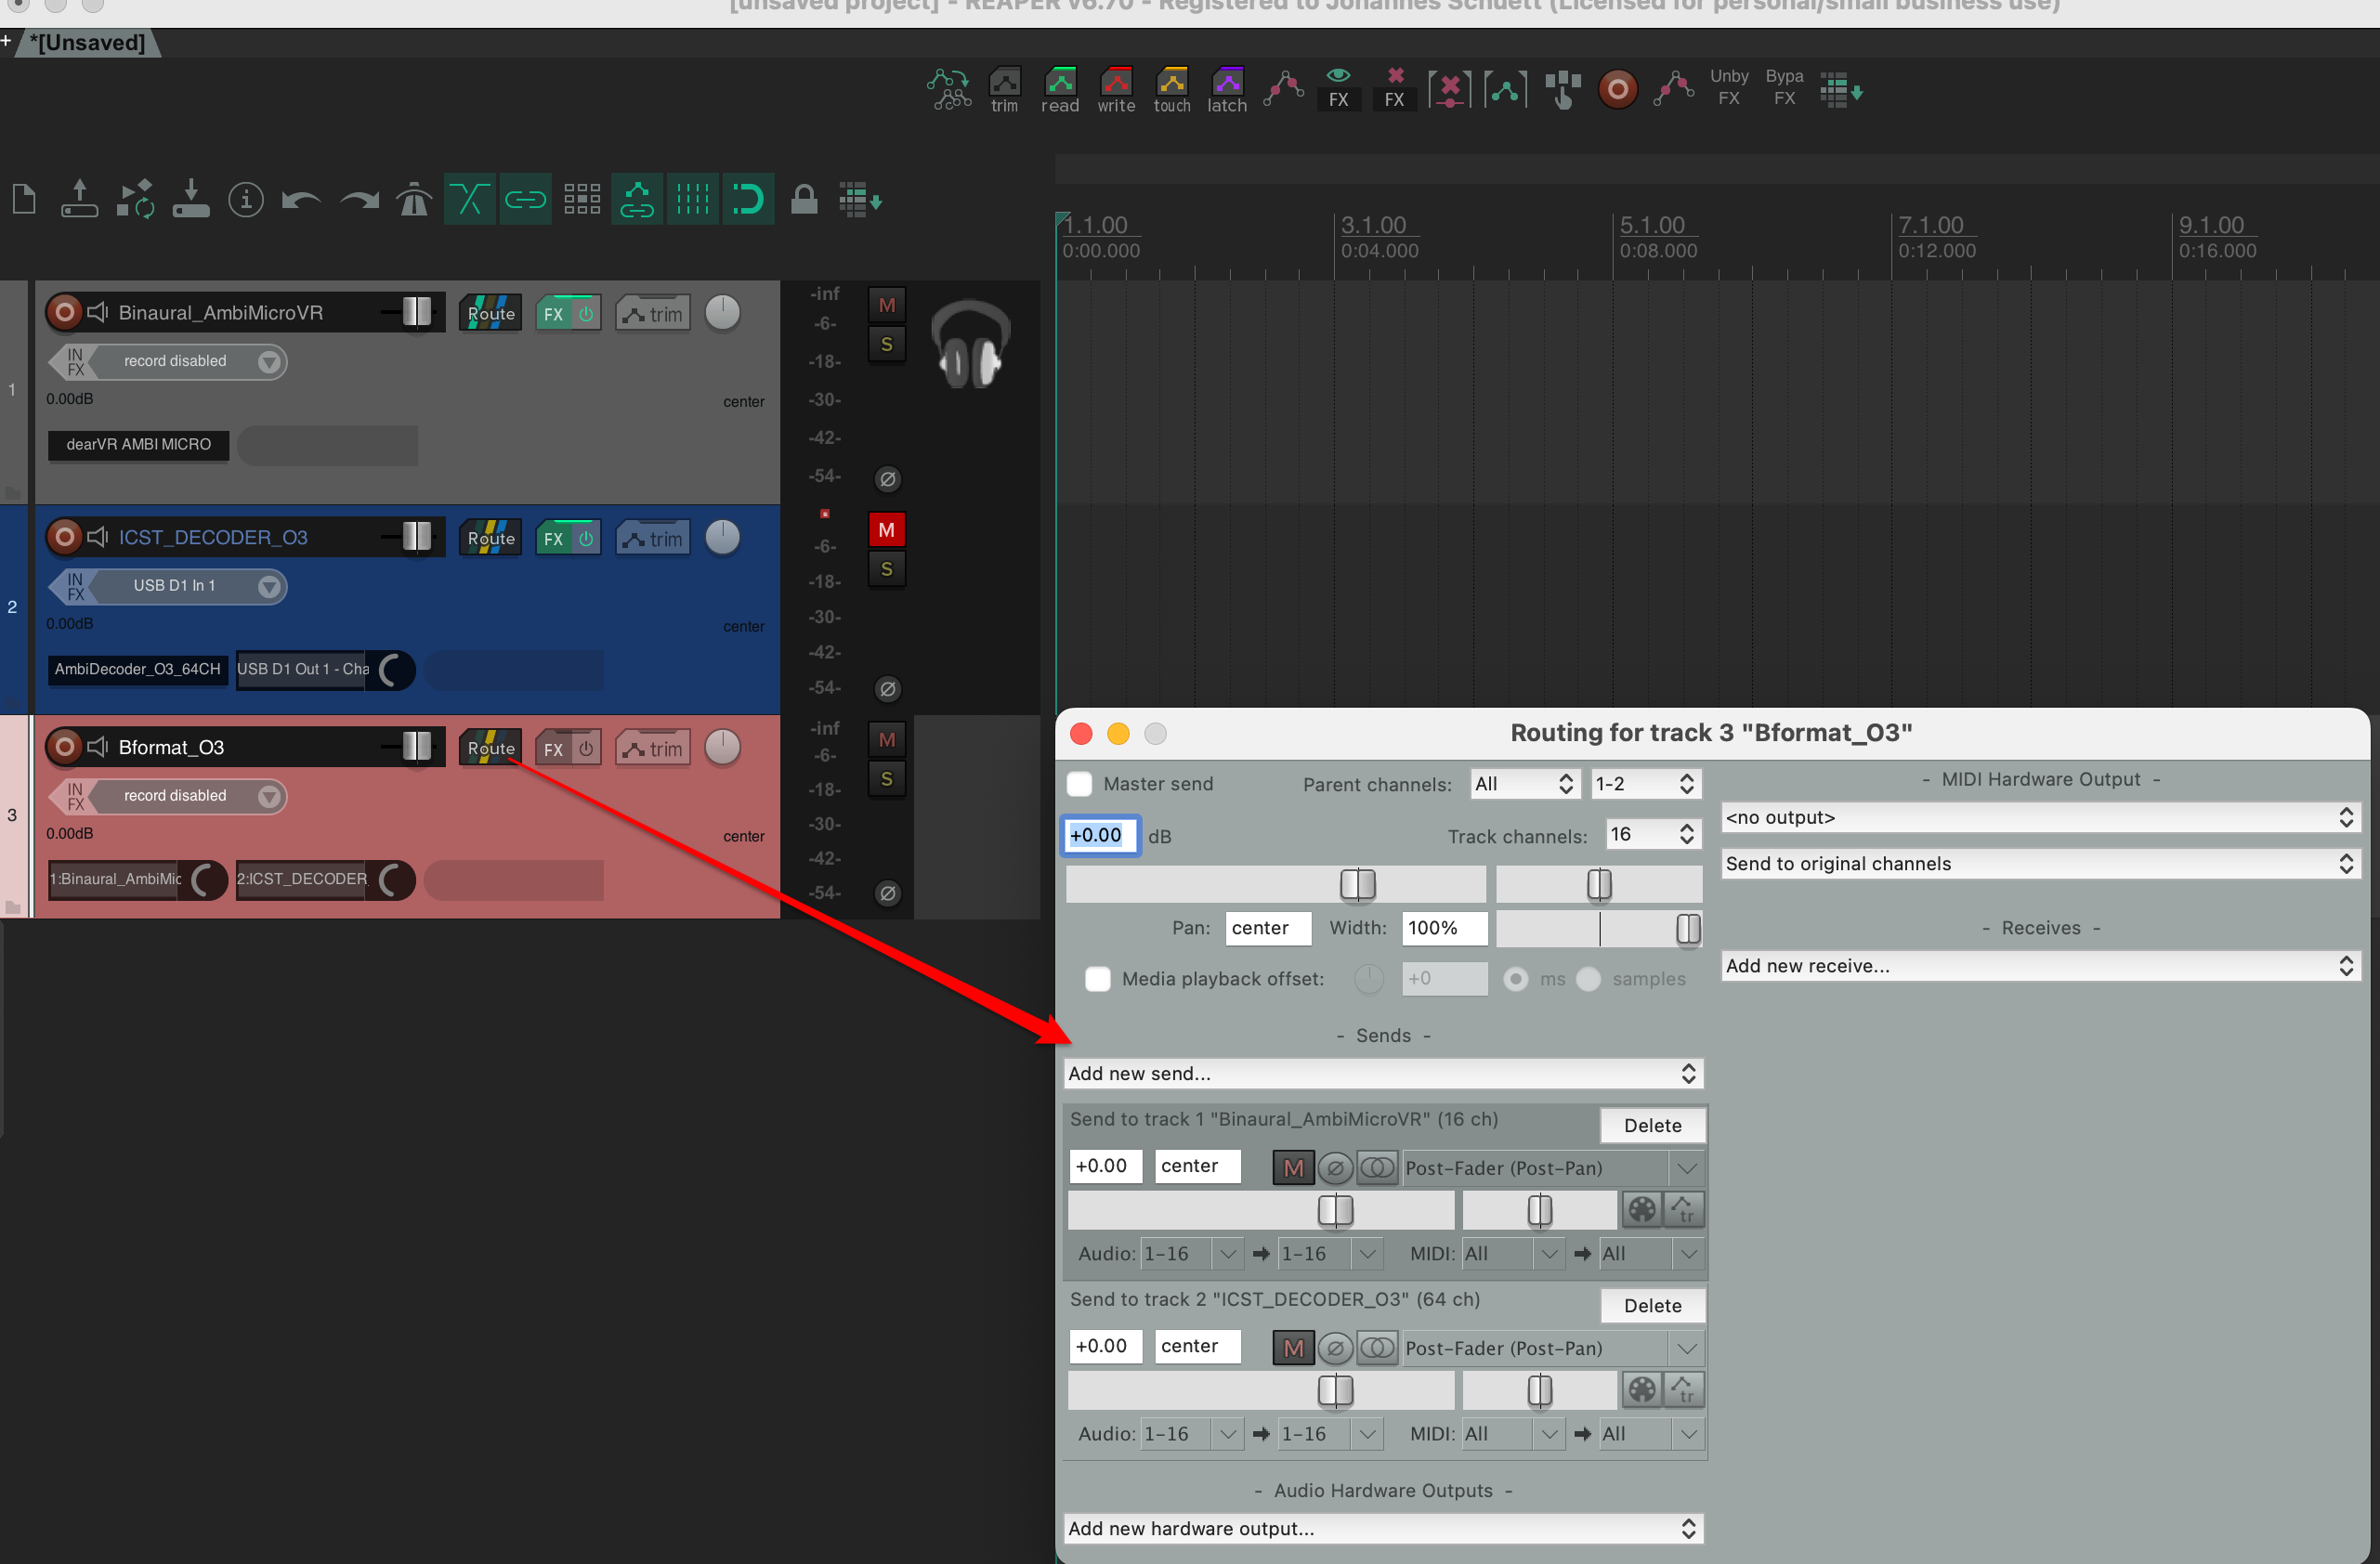 [unsaved project] - REAPER v6.70 - Registered to Johannes Schuett (Licensed for personal/small business use)
+ *[Unsaved]
trim read write touch latch FX FX Unby FX Bypa FX
1.1.00 3.1.00 5.1.00 7.1.00 9.1.00
0:00.000 0:04.000 0:08.000 0:12.000 0:16.000
1
Binaural_AmbiMicroVR Route FX trim
IN FX record disabled
0.00dB center
dearVR AMBI MICRO
-inf
-6-
-18-
-30-
-42-
-54-
M
S
Ø
2
ICST_DECODER_O3 Route FX trim
IN FX USB D1 In 1
0.00dB center
AmbiDecoder_O3_64CH USB D1 Out 1 - Cha
-6-
-18-
-30-
-42-
-54-
M
S
Ø
3
Bformat_O3 Route FX trim
IN FX record disabled
0.00dB center
1:Binaural_AmbiMic 2:ICST_DECODER_
-inf
-6-
-18-
-30-
-42-
-54-
M
S
Ø
Routing for track 3 "Bformat_O3"
Master send Parent channels: All 1-2
+0.00 dB Track channels: 16
Pan: center Width: 100%
Media playback offset: +0 ms samples
- Sends -
Add new send...
Send to track 1 "Binaural_AmbiMicroVR" (16 ch) Delete
+0.00 center M Ø Post-Fader (Post-Pan)
tr
Audio: 1-16 1-16 MIDI: All All
Send to track 2 "ICST_DECODER_O3" (64 ch) Delete
+0.00 center M Ø Post-Fader (Post-Pan)
tr
Audio: 1-16 1-16 MIDI: All All
- Audio Hardware Outputs -
Add new hardware output...
- MIDI Hardware Output -
<no output>
Send to original channels
- Receives -
Add new receive...